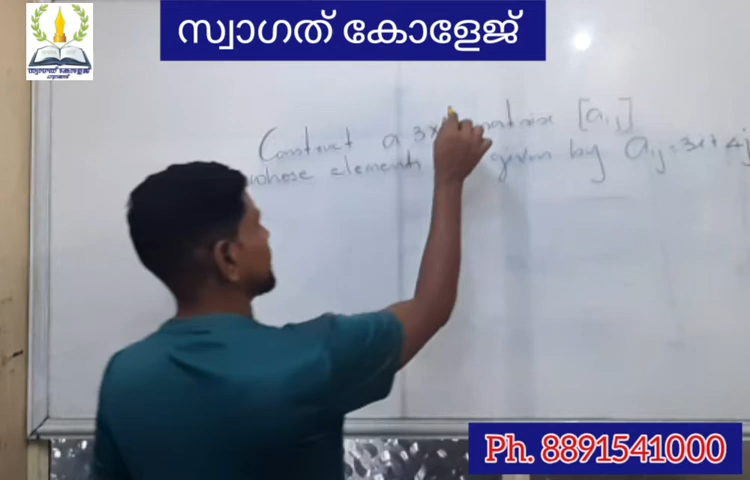 സ്വാഗത് കോളേജ്
Construct a 3x matrix [aij]
whose elements given by aij = 3i + 4j
Ph. 8891541000